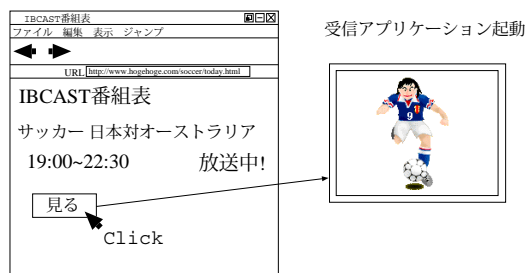 IBCAST番組表
ファイル 編集 表示 ジャンプ
URL http://www.hogehoge.com/soccer/today.html
IBCAST番組表
サッカー 日本対オーストラリア
19:00~22:30 放送中!
見る
Click
受信アプリケーション起動
9